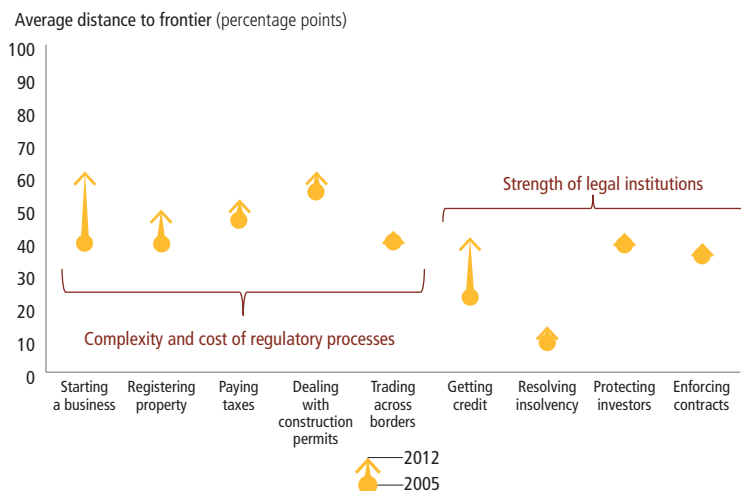 Average distance to frontier (percentage points)
100
90
80
70
60
50
40
30
20
10
0
Strength of legal institutions
Complexity and cost of regulatory processes
Starting
a business
Registering
property
Paying
taxes
Dealing
with
construction
permits
Trading
across
borders
Getting
credit
Resolving
insolvency
Protecting
investors
Enforcing
contracts
2012
2005